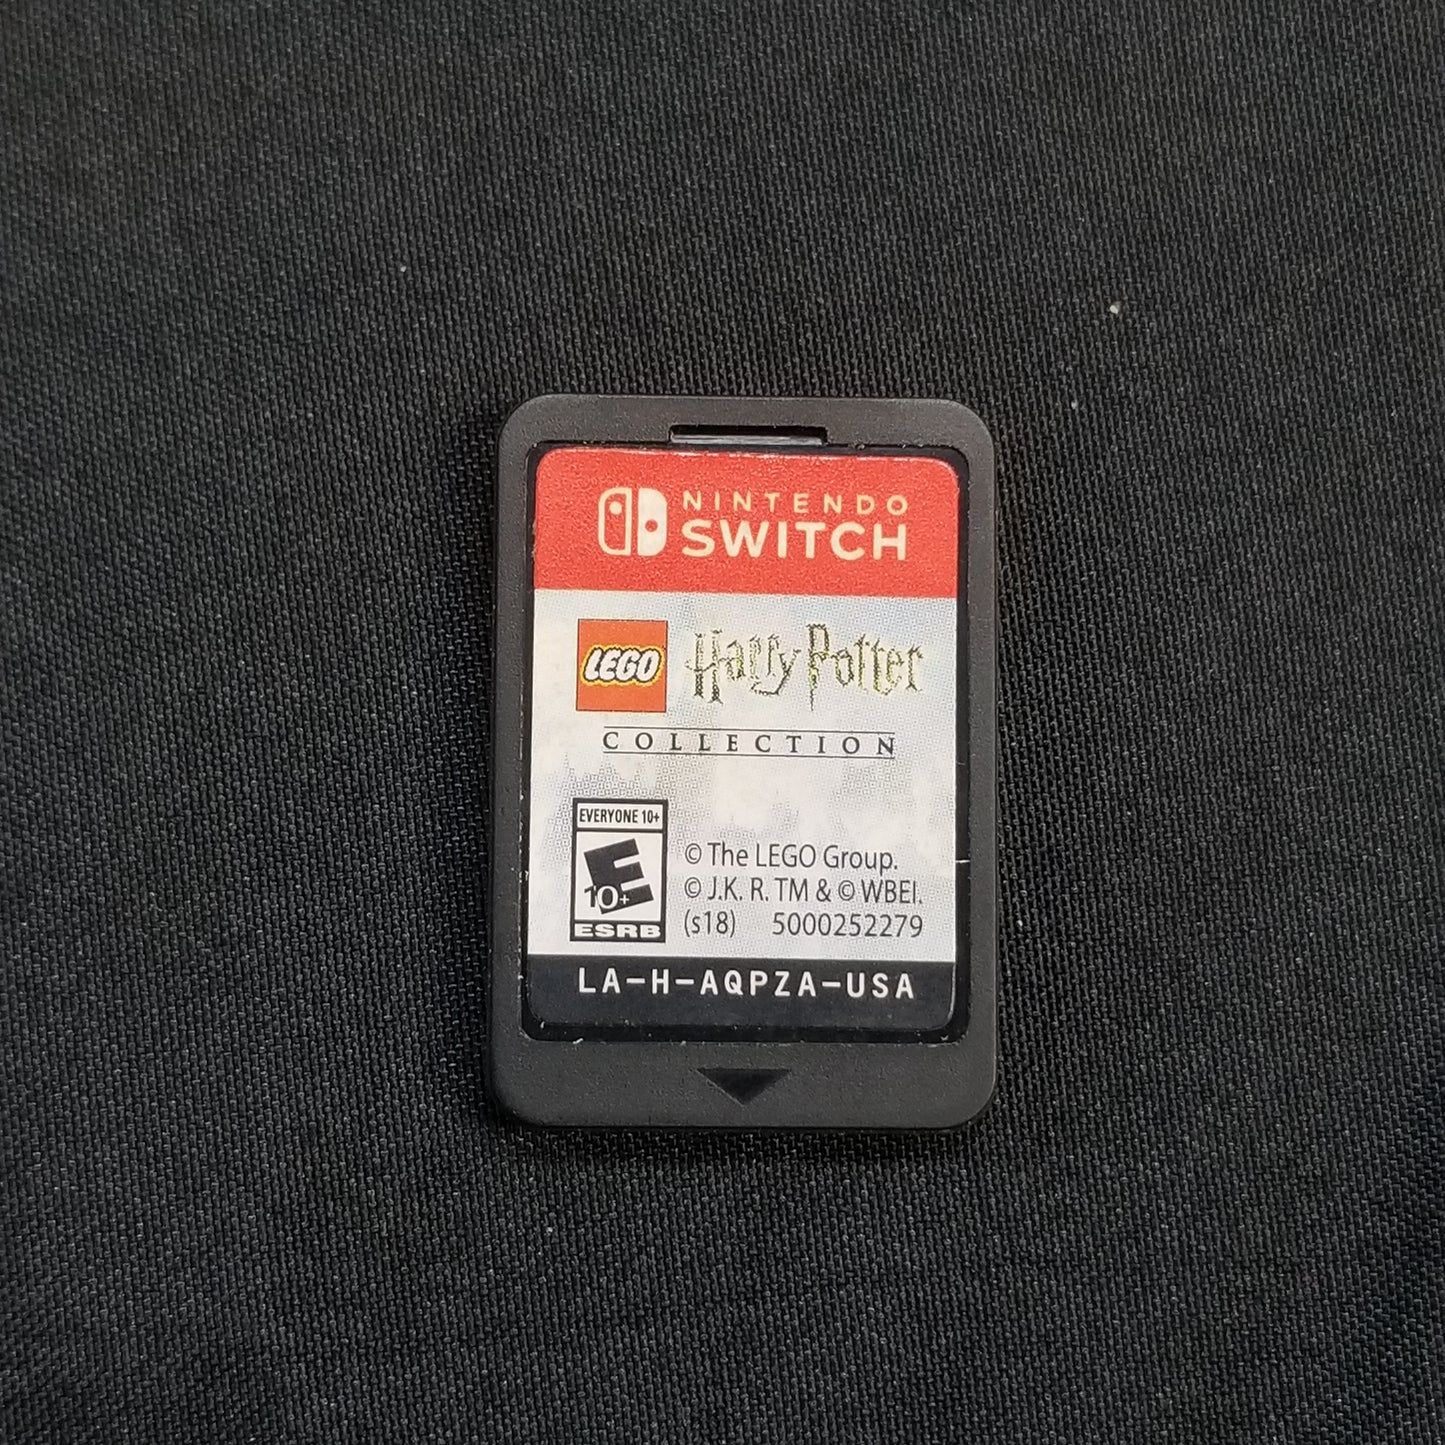 NINTENDO
SWITCH
LEGO Harry Potter
COLLECTION
EVERYONE 10+
E
10+
ESRB
© The LEGO Group.
© J.K. R. TM & © WBEI.
(s18) 5000252279
LA-H-AQPZA-USA